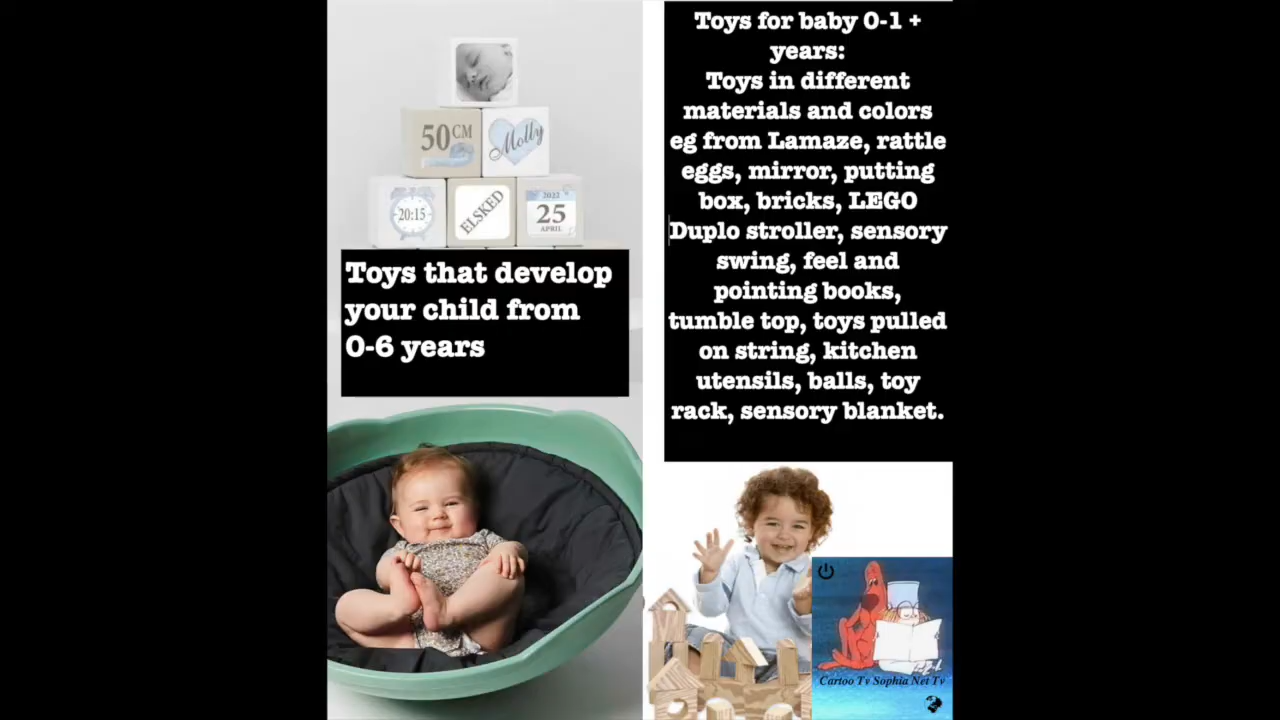 50CM
Molly
20:15
ELSKED
2022
25
APRIL
Toys that develop
your child from
0-6 years
Toys for baby 0-1 +
years:
Toys in different
materials and colors
eg from Lamaze, rattle
eggs, mirror, putting
box, bricks, LEGO
Duplo stroller, sensory
swing, feel and
pointing books,
tumble top, toys pulled
on string, kitchen
utensils, balls, toy
rack, sensory blanket.
Cartoo Tv Sophia Net Tv